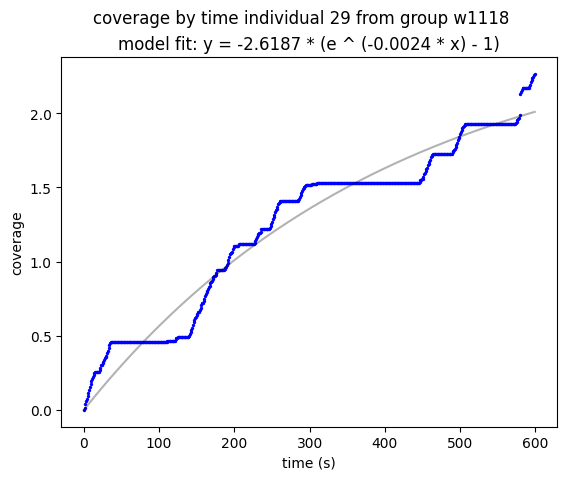 coverage by time individual 29 from group w1118
model fit: y = -2.6187 * (e ^ (-0.0024 * x) - 1)
2.0
1.5
1.0
0.5
0.0
coverage
0 100 200 300 400 500 600
time (s)